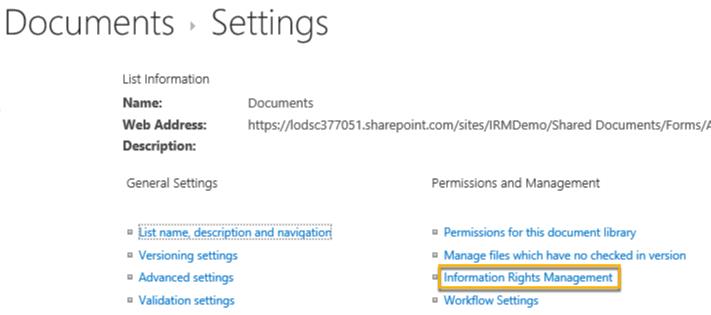 Documents › Settings
List Information
Name: Documents
Web Address: https://lodsc377051.sharepoint.com/sites/IRMDemo/Shared Documents/Forms/A
Description:
General Settings
Permissions and Management
List name, description and navigation
Permissions for this document library
Versioning settings
Manage files which have no checked in version
Advanced settings
Information Rights Management
Validation settings
Workflow Settings